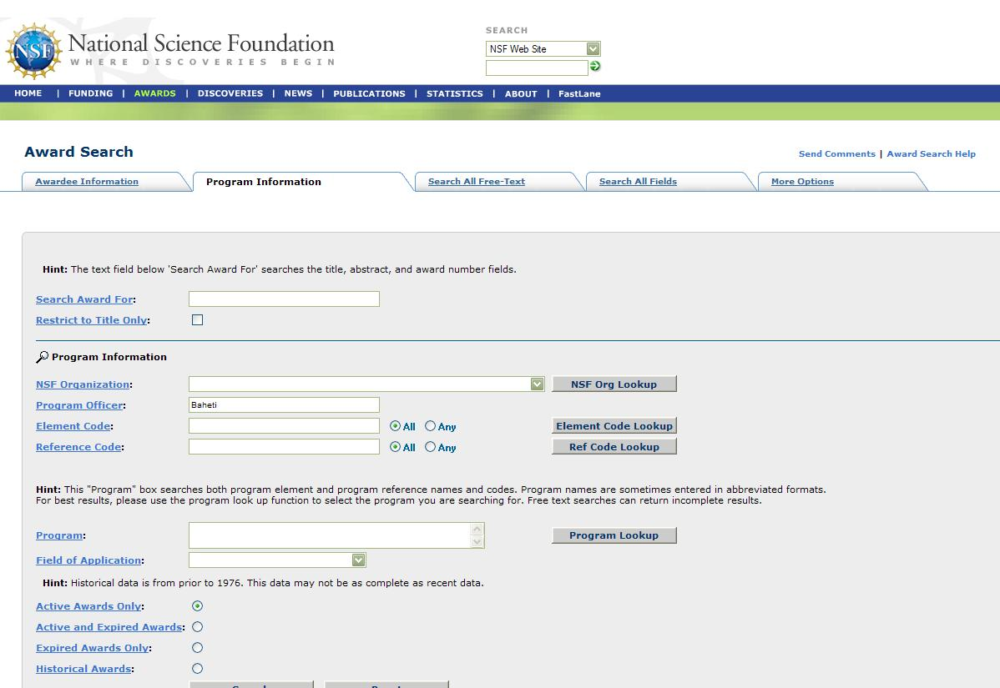 NSF
National Science Foundation
WHERE DISCOVERIES BEGIN
SEARCH
NSF Web Site
HOME | FUNDING | AWARDS | DISCOVERIES | NEWS | PUBLICATIONS | STATISTICS | ABOUT | FastLane
Award Search
Send Comments | Award Search Help
Awardee Information
Program Information
Search All Free-Text
Search All Fields
More Options
Hint: The text field below 'Search Award For' searches the title, abstract, and award number fields.
Search Award For:
Restrict to Title Only:
Program Information
NSF Organization: NSF Org Lookup
Program Officer: Baheti
Element Code: All Any Element Code Lookup
Reference Code: All Any Ref Code Lookup
Hint: This "Program" box searches both program element and program reference names and codes. Program names are sometimes entered in abbreviated formats.
For best results, please use the program look up function to select the program you are searching for. Free text searches can return incomplete results.
Program: Program Lookup
Field of Application:
Hint: Historical data is from prior to 1976. This data may not be as complete as recent data.
Active Awards Only:
Active and Expired Awards:
Expired Awards Only:
Historical Awards: